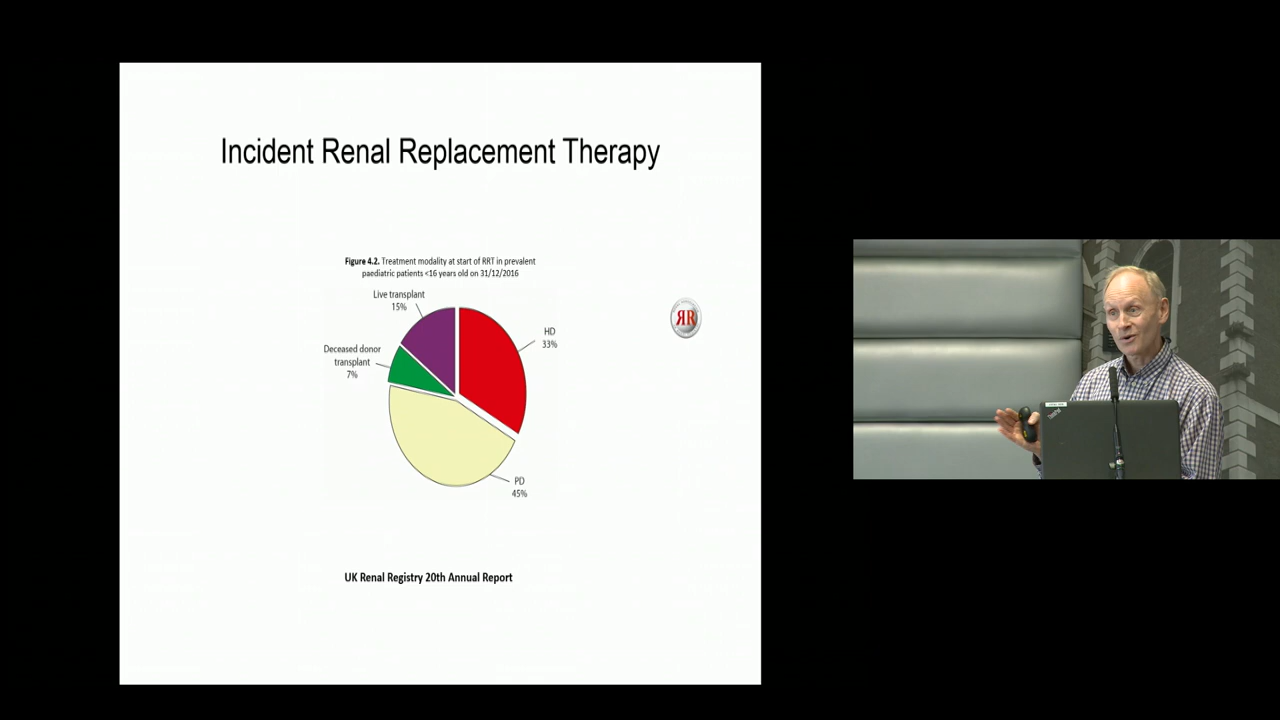 Incident Renal Replacement Therapy
Figure 4.2. Treatment modality at start of RRT in prevalent
paediatric patients <16 years old on 31/12/2016
Live transplant
15%
HD
33%
Deceased donor
transplant
7%
PD
45%
ЯR
UK Renal Registry 20th Annual Report
ThinkPad